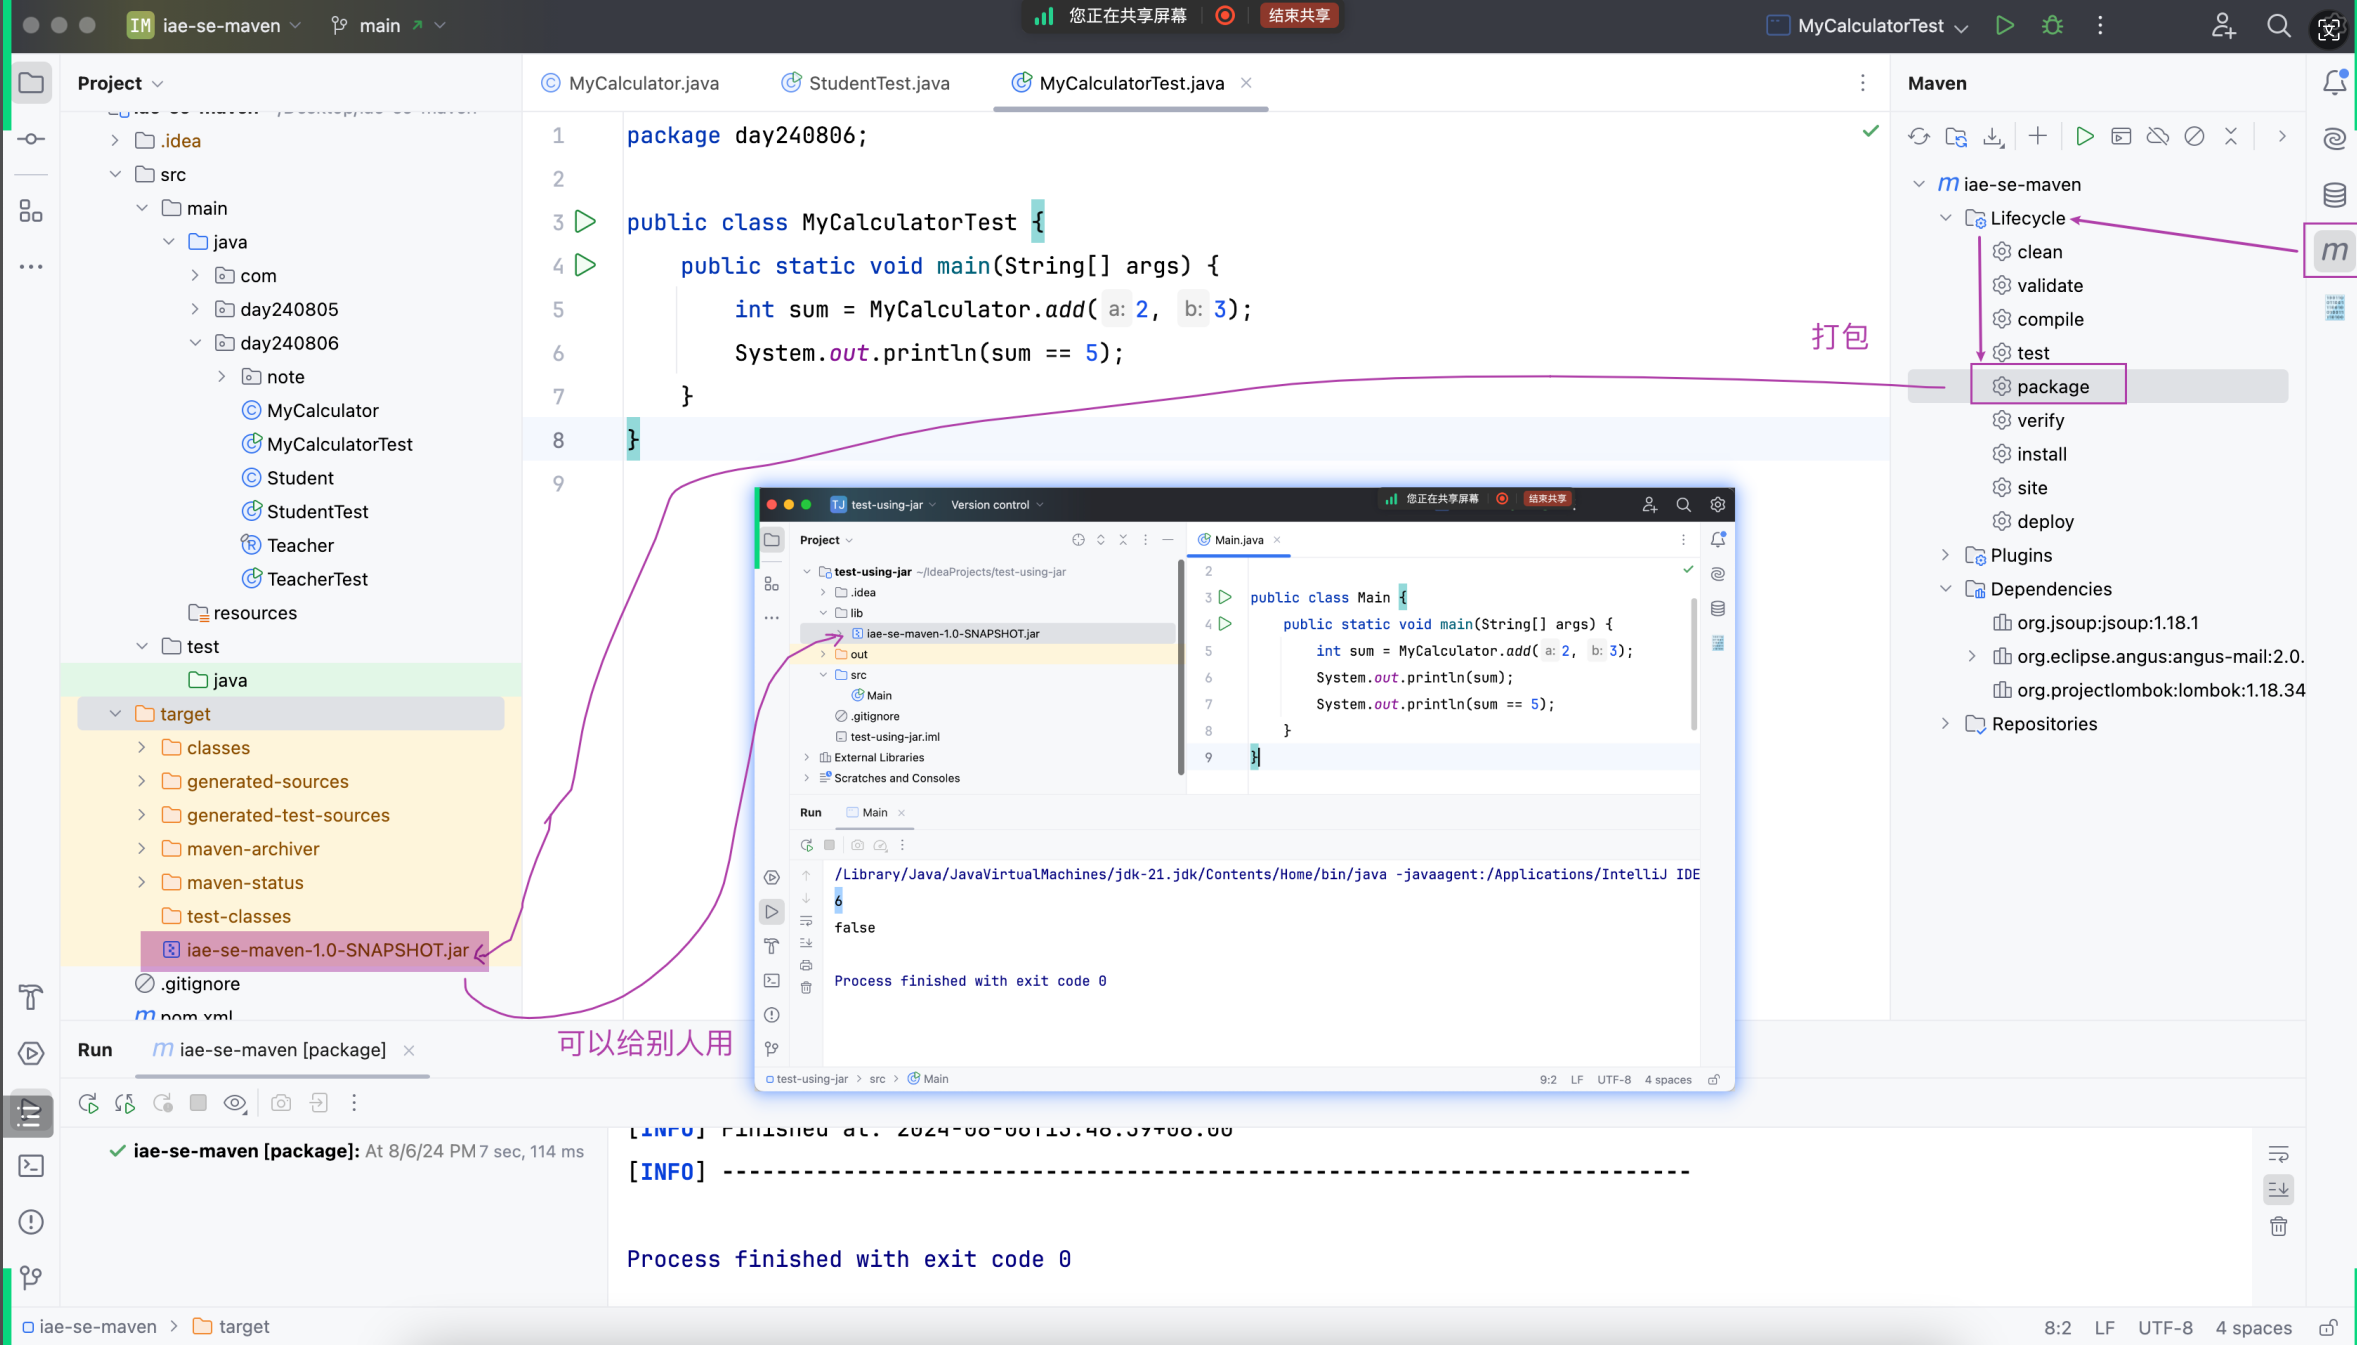 IM iae-se-maven
main
您正在共享屏幕
结束共享
MyCalculatorTest
Project
.idea
src
main
java
com
day240805
day240806
note
MyCalculator
MyCalculatorTest
Student
StudentTest
Teacher
TeacherTest
resources
test
java
target
classes
generated-sources
generated-test-sources
maven-archiver
maven-status
test-classes
iae-se-maven-1.0-SNAPSHOT.jar
.gitignore
pom.xml
MyCalculator.java
StudentTest.java
MyCalculatorTest.java
1 package day240806;
2
3 public class MyCalculatorTest {
4 public static void main(String[] args) {
5 int sum = MyCalculator.add( a: 2, b: 3);
6 System.out.println(sum == 5);
7 }
8 }
9
打包
可以给别人用
Maven
iae-se-maven
Lifecycle
clean
validate
compile
test
package
verify
install
site
deploy
Plugins
Dependencies
org.jsoup:jsoup:1.18.1
org.eclipse.angus:angus-mail:2.0.
org.projectlombok:lombok:1.18.34
Repositories
TJ test-using-jar
Version control
您正在共享屏幕
结束共享
Project
test-using-jar ~/IdeaProjects/test-using-jar
.idea
lib
iae-se-maven-1.0-SNAPSHOT.jar
out
src
Main
.gitignore
test-using-jar.iml
External Libraries
Scratches and Consoles
Main.java
2
3 public class Main {
4 public static void main(String[] args) {
5 int sum = MyCalculator.add( a: 2, b: 3);
6 System.out.println(sum);
7 System.out.println(sum == 5);
8 }
9 }
Run Main
/Library/Java/JavaVirtualMachines/jdk-21.jdk/Contents/Home/bin/java -javaagent:/Applications/IntelliJ IDE
6
false
Process finished with exit code 0
test-using-jar > src > Main
9:2 LF UTF-8 4 spaces
Run
iae-se-maven [package]
iae-se-maven [package]: At 8/6/24 PM 7 sec, 114 ms
[INFO] Finished at:
[INFO] ------------------------------------------------------------------------
Process finished with exit code 0
iae-se-maven > target
8:2 LF UTF-8 4 spaces